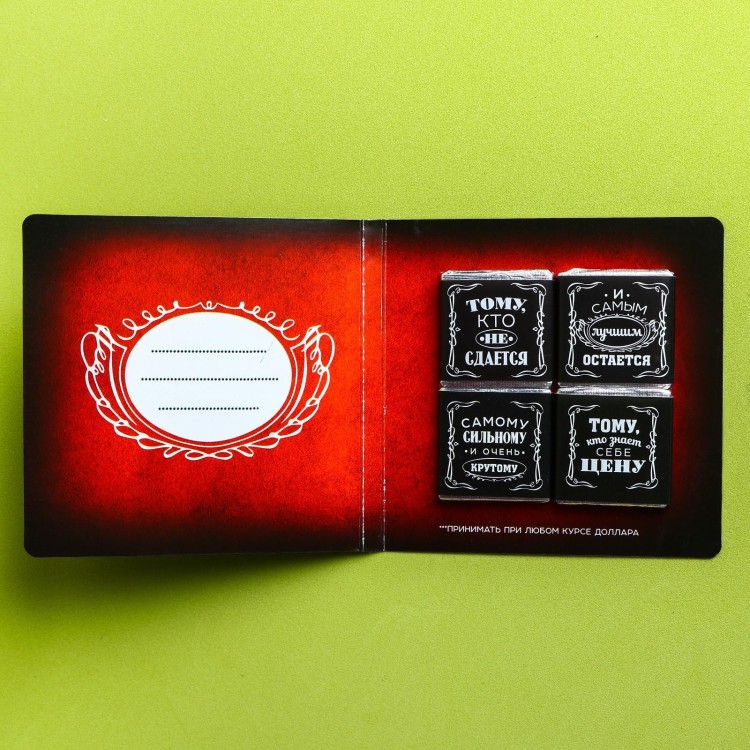 ТОМУ,
КТО
НЕ
СДАЕТСЯ
И
САМЫМ
лучшим
ОСТАЕТСЯ
САМОМУ
СИЛЬНОМУ
И ОЧЕНЬ
КРУТОМУ
ТОМУ,
кто знает
СЕБЕ
ЦЕНУ
***ПРИНИМАТЬ ПРИ ЛЮБОМ КУРСЕ ДОЛЛАРА